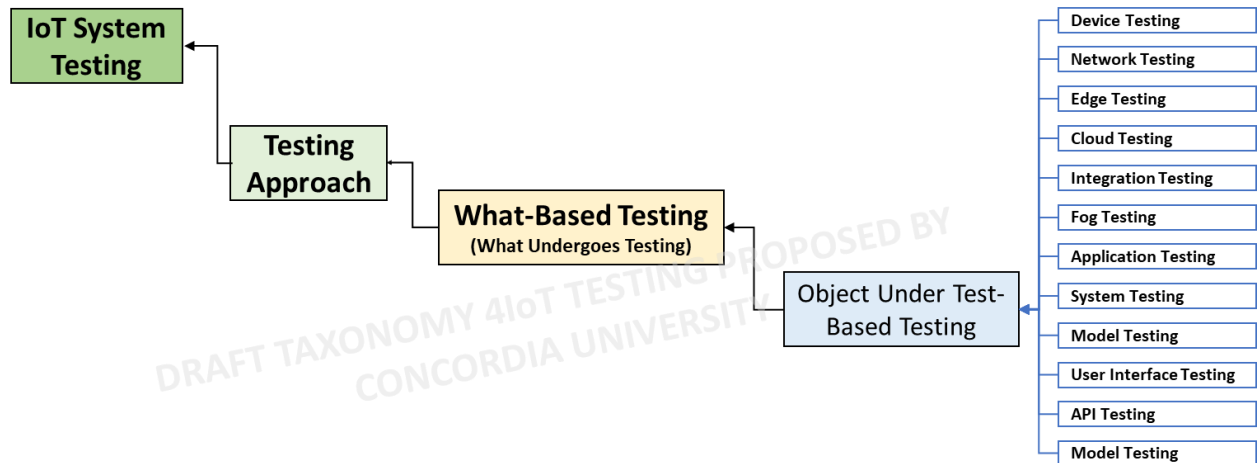 IoT System
Testing
Testing
Approach
What-Based Testing
(What Undergoes Testing)
Object Under Test-
Based Testing
Device Testing
Network Testing
Edge Testing
Cloud Testing
Integration Testing
Fog Testing
Application Testing
System Testing
Model Testing
User Interface Testing
API Testing
Model Testing
DRAFT TAXONOMY 4IoT TESTING PROPOSED BY
CONCORDIA UNIVERSITY